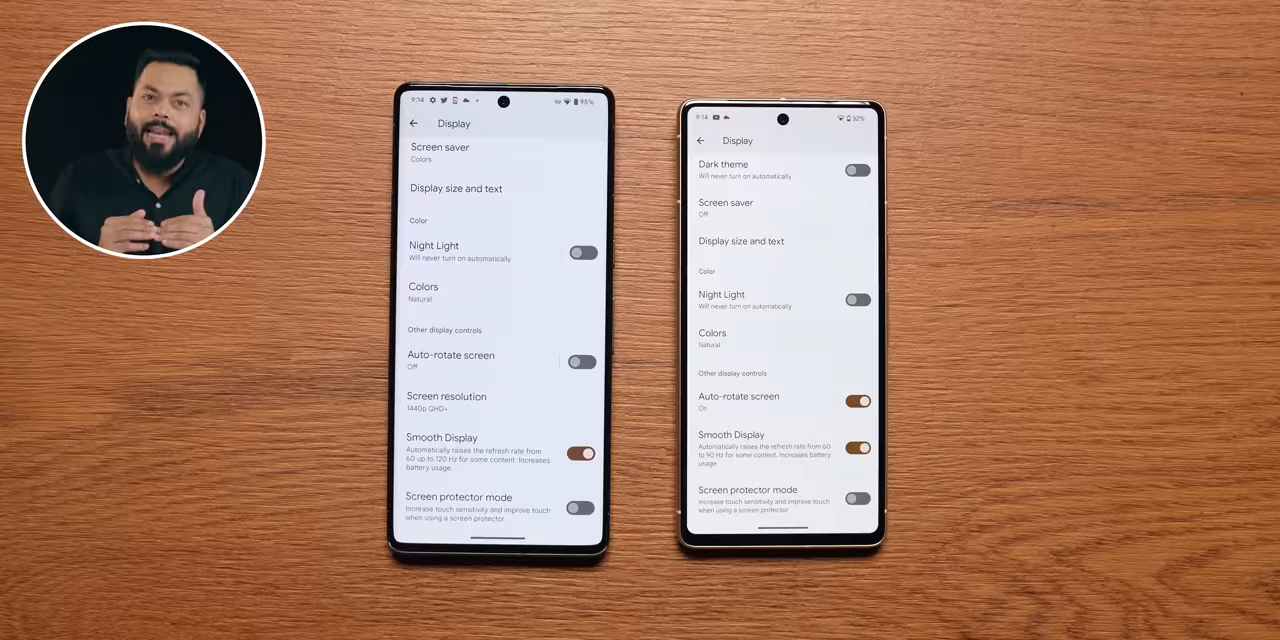 9:14
95%
Display
Screen saver
Colors
Display size and text
Color
Night Light
Will never turn on automatically
Colors
Natural
Other display controls
Auto-rotate screen
Off
Screen resolution
1440p QHD+
Smooth Display
Automatically raises the refresh rate from
60 up to 120 Hz for some content. Increases
battery usage.
Screen protector mode
Increase touch sensitivity and improve touch
when using a screen protector
9:14
32%
Display
Dark theme
Will never turn on automatically
Screen saver
Off
Display size and text
Color
Night Light
Will never turn on automatically
Colors
Natural
Other display controls
Auto-rotate screen
On
Smooth Display
Automatically raises the refresh rate from 60
to 90 Hz for some content. Increases battery
usage
Screen protector mode
Increase touch sensitivity and improve touch
when using a screen protector